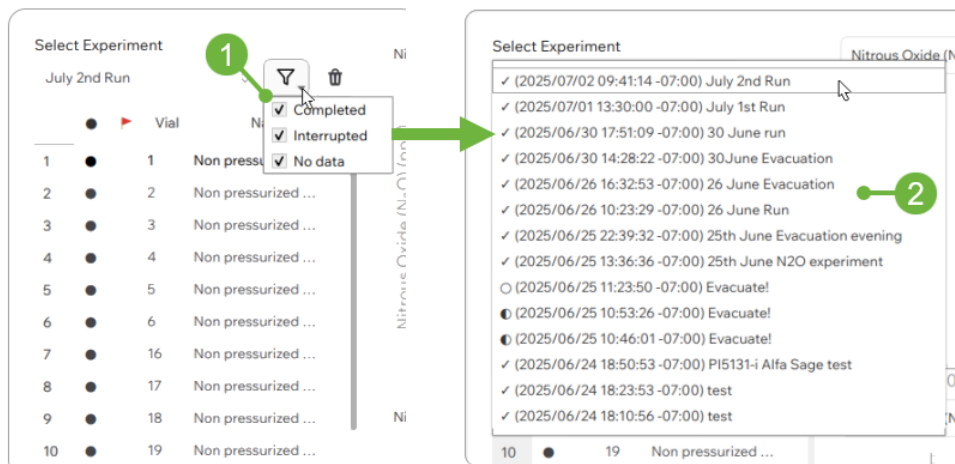 Select Experiment
July 2nd Run
1
Completed
Interrupted
No data
Vial
Na
1 1 Non pressu
2 2 Non pressurized ...
3 3 Non pressurized ...
4 4 Non pressurized ...
5 5 Non pressurized ...
6 6 Non pressurized ...
7 16 Non pressurized ...
8 17 Non pressurized ...
9 18 Non pressurized ...
10 19 Non pressurized ...
Ni
Nitrous Oxide (N₂O) (pp
Ni
Select Experiment
Nitrous Oxide (N
✓ (2025/07/02 09:41:14 -07:00) July 2nd Run
✓ (2025/07/01 13:30:00 -07:00) July 1st Run
✓ (2025/06/30 17:51:09 -07:00) 30 June run
✓ (2025/06/30 14:28:22 -07:00) 30June Evacuation
✓ (2025/06/26 16:32:53 -07:00) 26 June Evacuation
2
✓ (2025/06/26 10:23:29 -07:00) 26 June Run
✓ (2025/06/25 22:39:32 -07:00) 25th June Evacuation evening
✓ (2025/06/25 13:36:36 -07:00) 25th June N2O experiment
○ (2025/06/25 11:23:50 -07:00) Evacuate!
◐ (2025/06/25 10:53:26 -07:00) Evacuate!
◐ (2025/06/25 10:46:01 -07:00) Evacuate!
✓ (2025/06/24 18:50:53 -07:00) PI5131-i Alfa Sage test
✓ (2025/06/24 18:23:53 -07:00) test
✓ (2025/06/24 18:10:56 -07:00) test
0
(N
10 19 Non pressurized ...